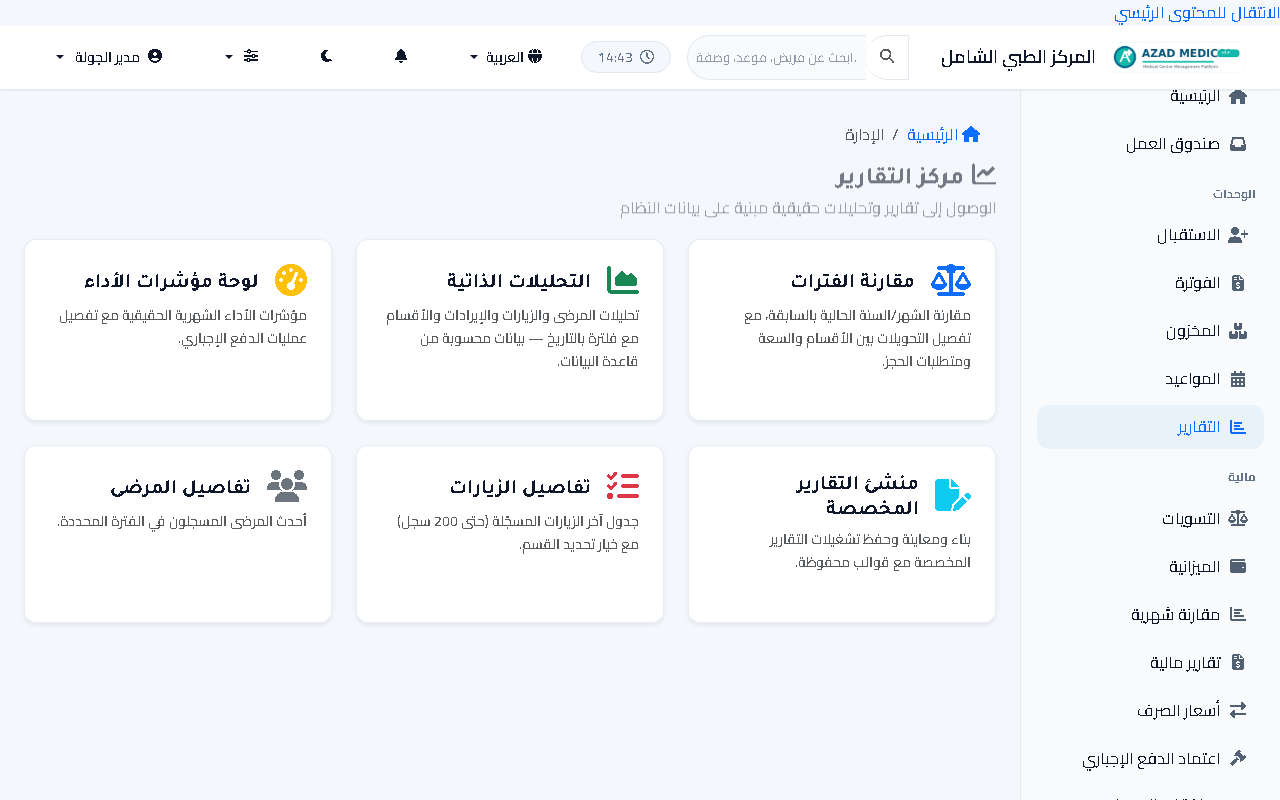 الانتقال للمحتوى الرئيسي
AZAD MEDIC
Medical Centre Management Platform
المركز الطبي الشامل
ابحث عن مريض، موعد، وصفة.
14:43
العربية
مدير الجولة
الرئيسية
صندوق العمل
الوحدات
الاستقبال
الفوترة
المخزون
المواعيد
التقارير
مالية
التسويات
الميزانية
مقارنة شهرية
تقارير مالية
أسعار الصرف
اعتماد الدفع الإجباري
الرئيسية / الإدارة
مركز التقارير
الوصول إلى تقارير وتحليلات حقيقية مبنية على بيانات النظام
مقارنة الفترات
مقارنة الشهر/السنة الحالية بالسابقة، مع
تفصيل التحويلات بين الأقسام والسعة
ومتطلبات الحجز.
التحليلات الذاتية
تحليلات المرضى والزيارات والإيرادات والأقسام
مع فلترة بالتاريخ — بيانات محسوبة من
قاعدة البيانات.
لوحة مؤشرات الأداء
مؤشرات الأداء الشهرية الحقيقية مع تفصيل
عمليات الدفع الإجباري.
منشئ التقارير
المخصصة
بناء ومعاينة وحفظ تشغيلات التقارير
المخصصة مع قوالب محفوظة.
تفاصيل الزيارات
جدول آخر الزيارات المسجّلة (حتى 200 سجل)
مع خيار تحديد القسم.
تفاصيل المرضى
أحدث المرضى المسجلون في الفترة المحددة.